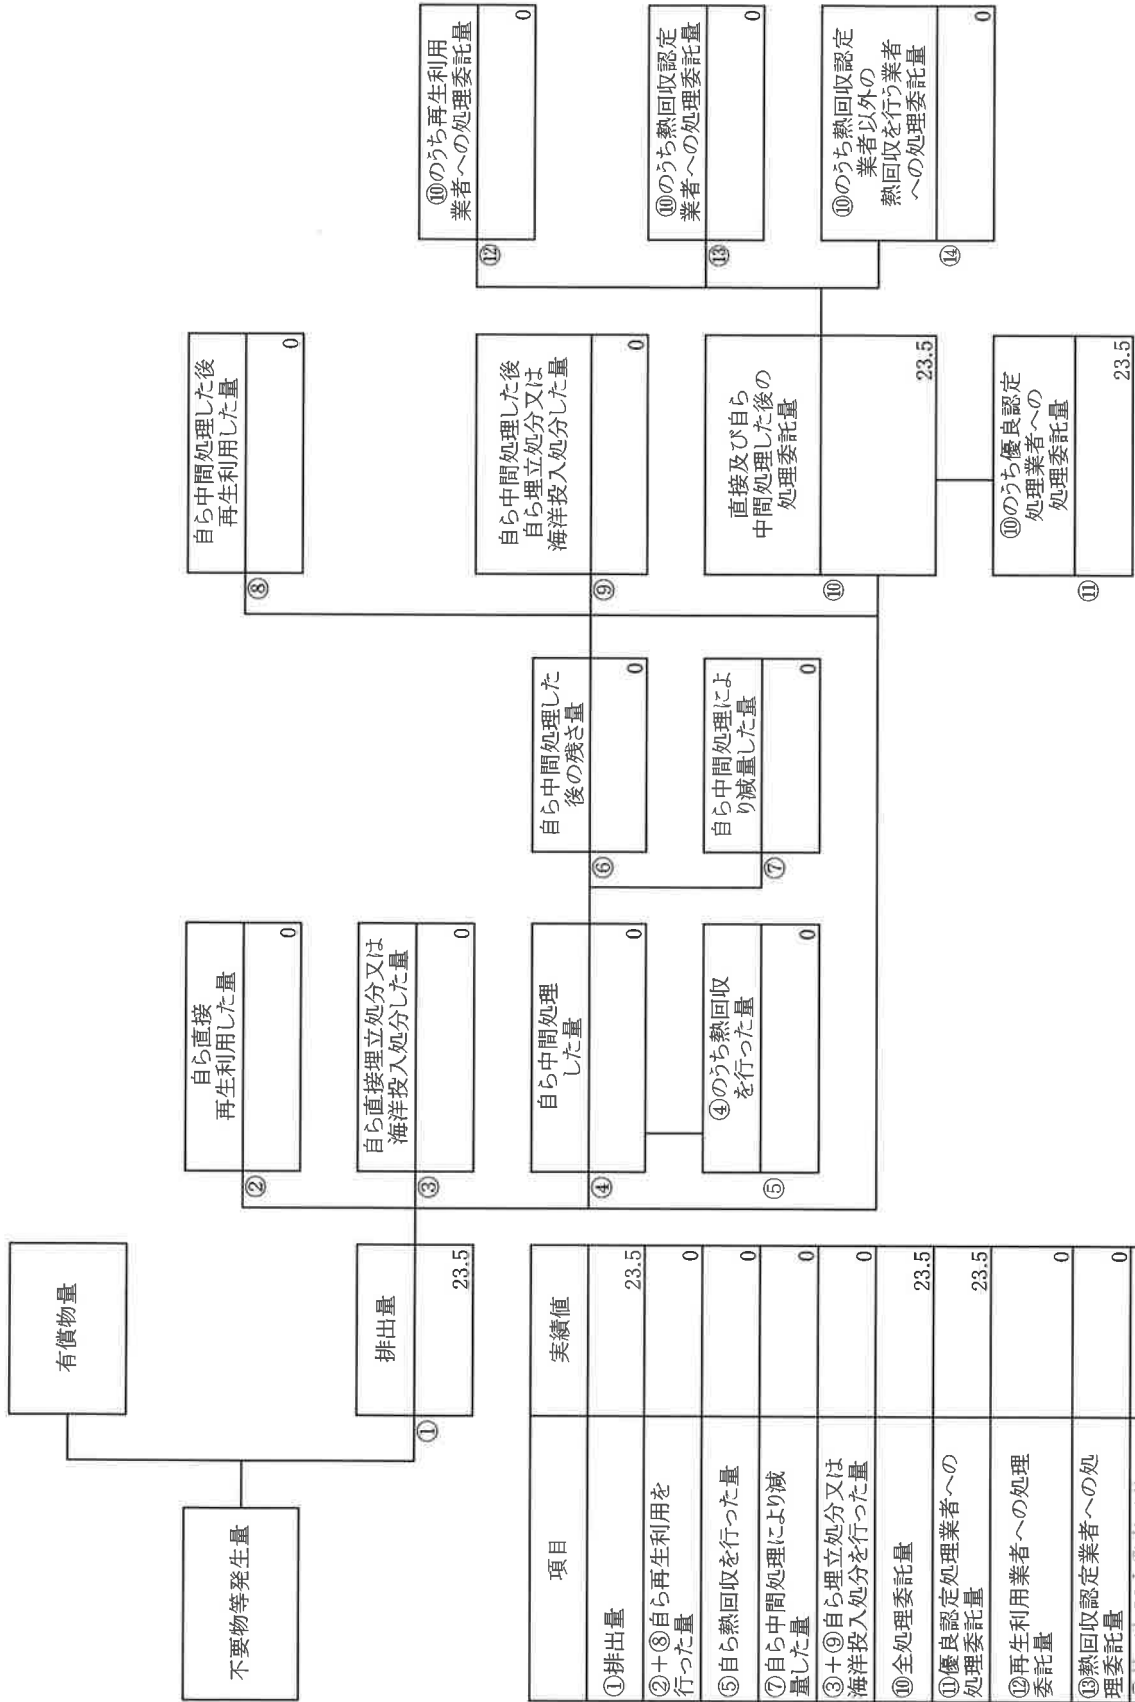 不要物等発生量
有償物量
①
排出量
23.5
②
自ら直接
再生利用した量
0
③
自ら直接埋立処分又は
海洋投入処分した量
0
④
自ら中間処理
した量
0
⑤
④のうち熱回収
を行った量
0
⑥
自ら中間処理した
後の残さ量
0
⑦
自ら中間処理によ
り減量した量
0
⑧
自ら中間処理した後
再生利用した量
0
⑨
自ら中間処理した後
自ら埋立処分又は
海洋投入処分した量
0
⑩
直接及び自ら
中間処理した後の
処理委託量
23.5
⑪
⑩のうち優良認定
処理業者への
処理委託量
23.5
⑫
⑩のうち再生利用
業者への処理委託量
0
⑬
⑩のうち熱回収認定
業者への処理委託量
0
⑭
⑩のうち熱回収認定
業者以外の
熱回収を行う業者
への処理委託量
0
項目 実績値
①排出量 23.5
②+⑧自ら再生利用を
行った量 0
⑤自ら熱回収を行った量 0
⑦自ら中間処理により減
量した量 0
③+⑨自ら埋立処分又は
海洋投入処分を行った量 0
⑩全処理委託量 23.5
⑪優良認定処理業者への
処理委託量 23.5
⑫再生利用業者への処理
委託量 0
⑬熱回収認定業者への処
理委託量 0